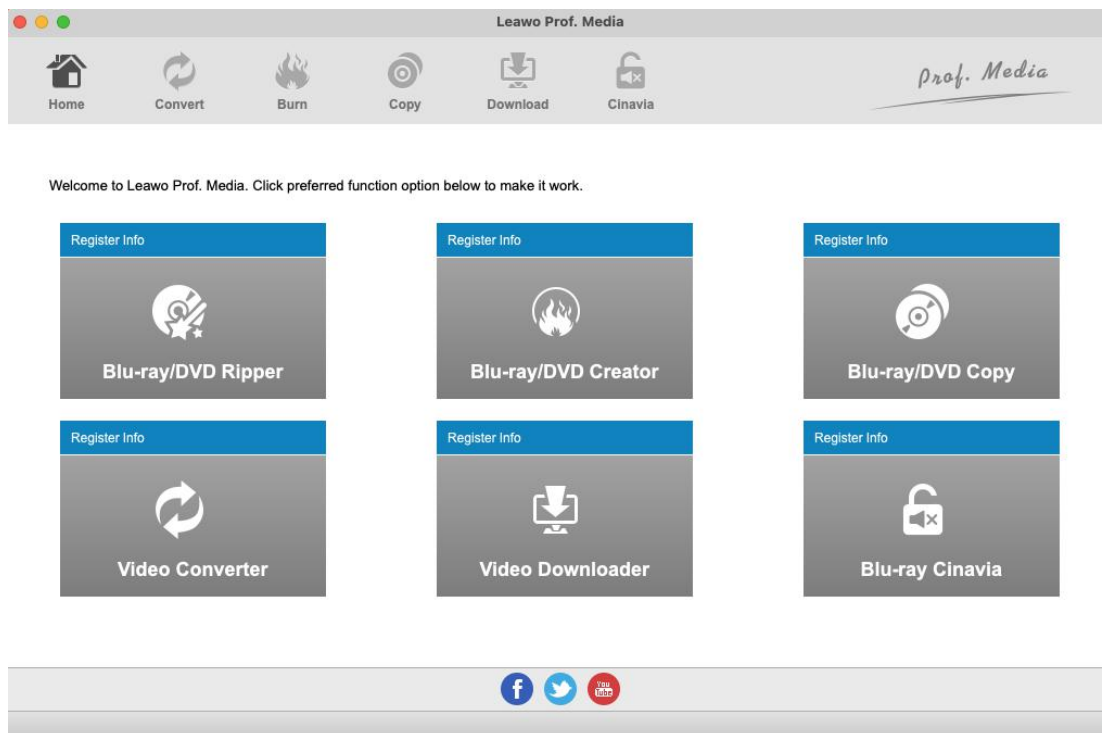 Leawo Prof. Media
Home Convert Burn Copy Download Cinavia
Prof. Media
Welcome to Leawo Prof. Media. Click preferred function option below to make it work.
Register Info Register Info Register Info
Blu-ray/DVD Ripper Blu-ray/DVD Creator Blu-ray/DVD Copy
Register Info Register Info Register Info
Video Converter Video Downloader Blu-ray Cinavia
f You
Tube